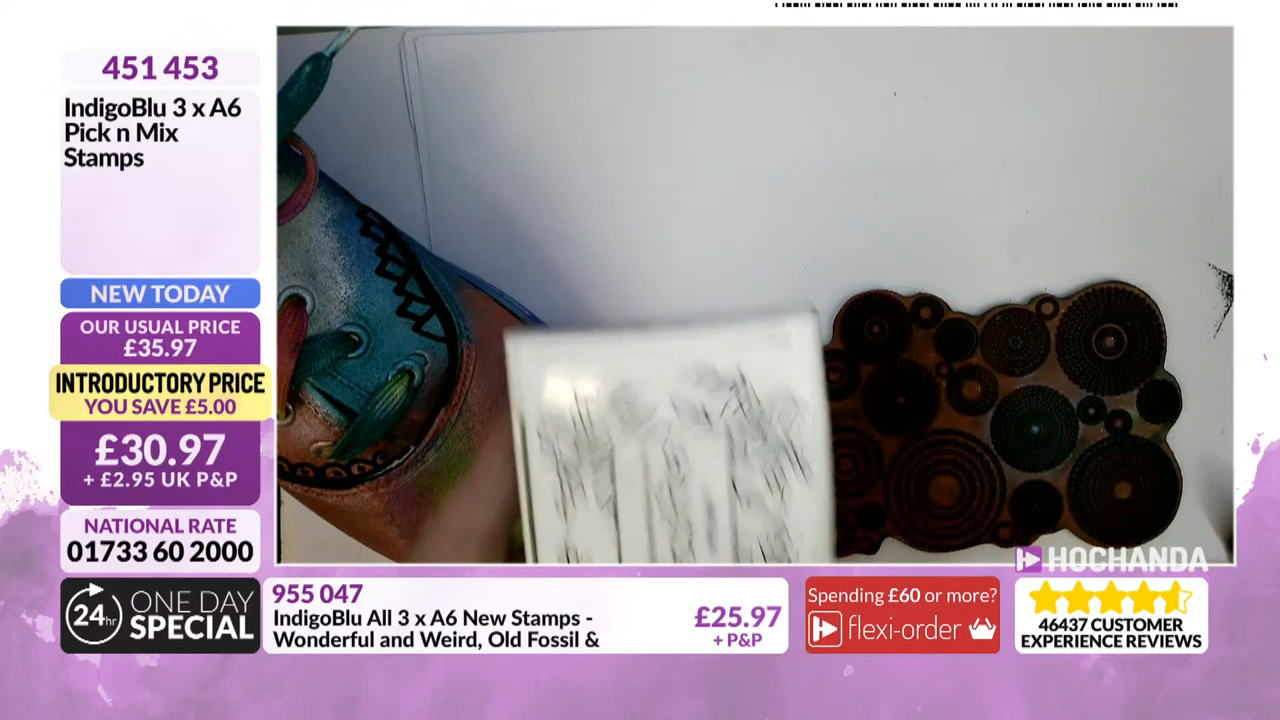 451 453
IndigoBlu 3 x A6
Pick n Mix
Stamps
NEW TODAY
OUR USUAL PRICE
£35.97
INTRODUCTORY PRICE
YOU SAVE £5.00
£30.97
+ £2.95 UK P&P
NATIONAL RATE
01733 60 2000
HOCHANDA
24hr ONE DAY
SPECIAL
955 047
IndigoBlu All 3 x A6 New Stamps -
Wonderful and Weird, Old Fossil &
£25.97
+ P&P
Spending £60 or more?
flexi-order
46437 CUSTOMER
EXPERIENCE REVIEWS